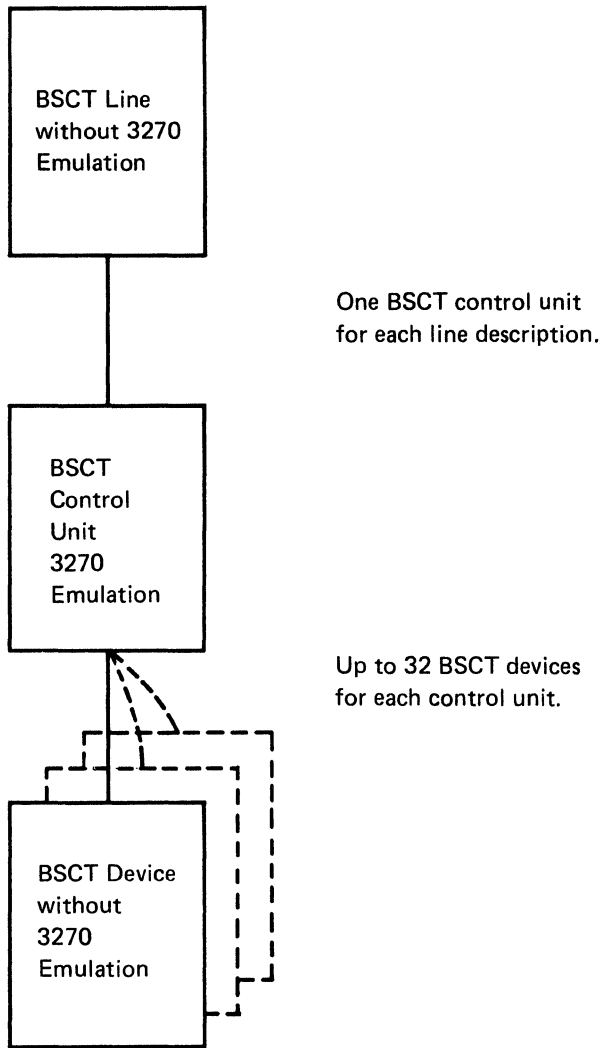 BSCT Line
without 3270
Emulation
One BSCT control unit
for each line description.
BSCT
Control
Unit
3270
Emulation
Up to 32 BSCT devices
for each control unit.
BSCT Device
without
3270
Emulation